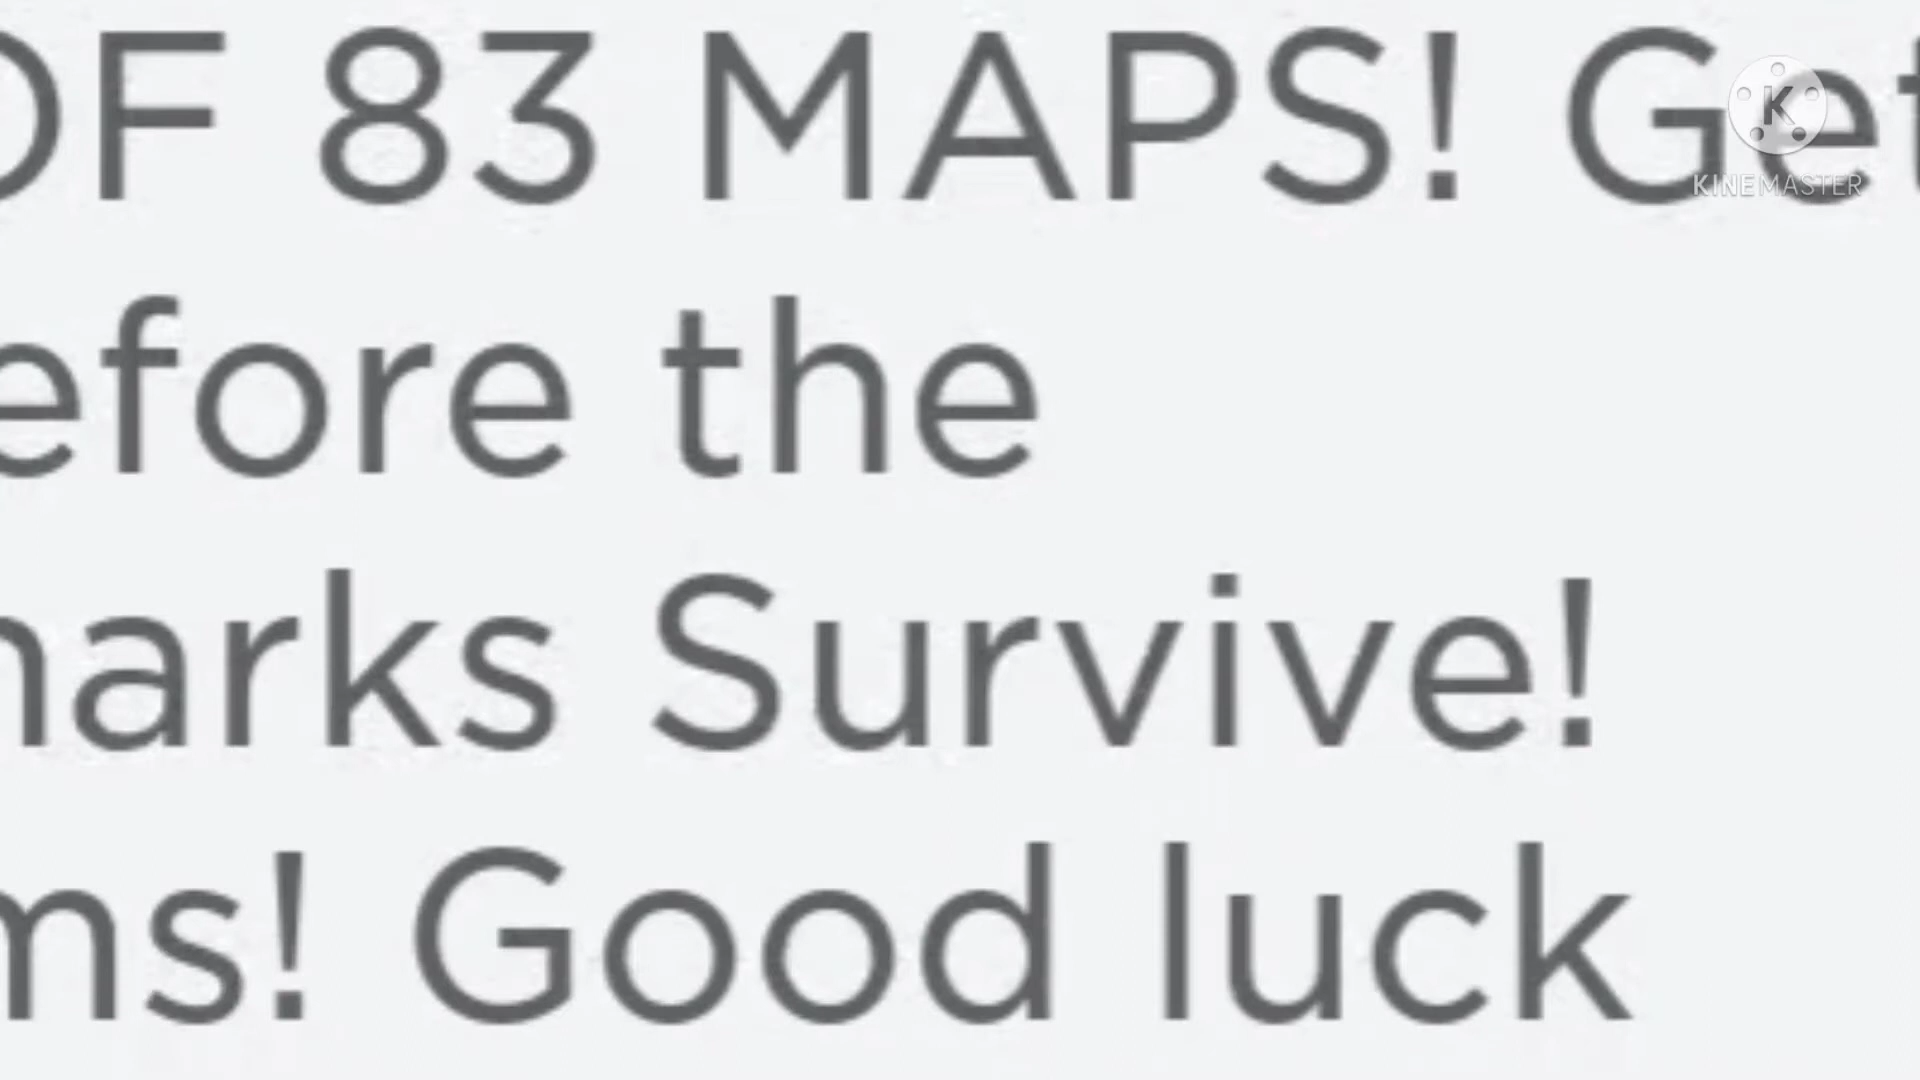 OF 83 MAPS! Get
efore the
harks Survive!
ms! Good luck
KINEMASTER